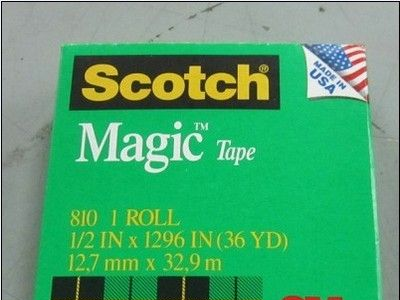 Scotch®
MADE IN
USA
Magic™ Tape
810 1 ROLL
1/2 IN x 1296 IN (36 YD)
12,7 mm x 32,9 m